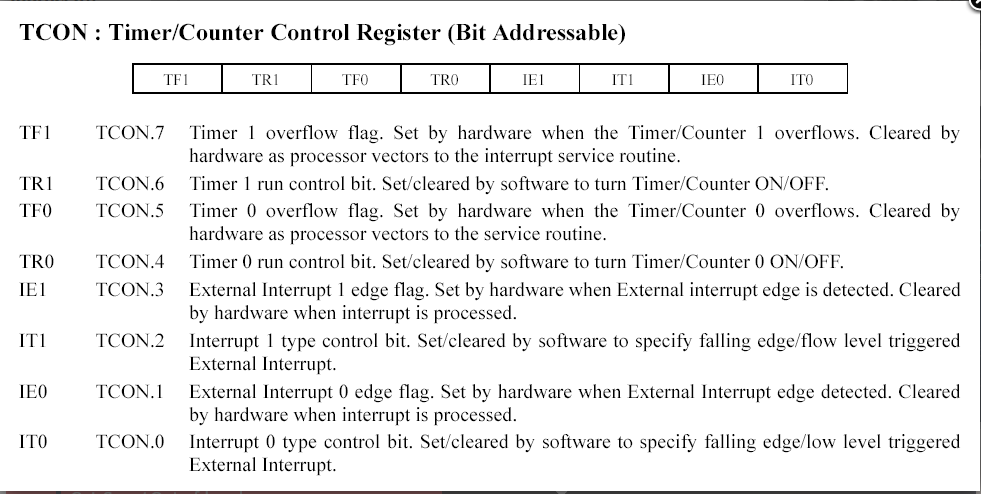 TCON : Timer/Counter Control Register (Bit Addressable)
TF1 TR1 TF0 TR0 IE1 IT1 IE0 IT0
TF1 TCON.7 Timer 1 overflow flag. Set by hardware when the Timer/Counter 1 overflows. Cleared by
hardware as processor vectors to the interrupt service routine.
TR1 TCON.6 Timer 1 run control bit. Set/cleared by software to turn Timer/Counter ON/OFF.
TF0 TCON.5 Timer 0 overflow flag. Set by hardware when the Timer/Counter 0 overflows. Cleared by
hardware as processor vectors to the service routine.
TR0 TCON.4 Timer 0 run control bit. Set/cleared by software to turn Timer/Counter 0 ON/OFF.
IE1 TCON.3 External Interrupt 1 edge flag. Set by hardware when External interrupt edge is detected. Cleared
by hardware when interrupt is processed.
IT1 TCON.2 Interrupt 1 type control bit. Set/cleared by software to specify falling edge/flow level triggered
External Interrupt.
IE0 TCON.1 External Interrupt 0 edge flag. Set by hardware when External Interrupt edge detected. Cleared
by hardware when interrupt is processed.
IT0 TCON.0 Interrupt 0 type control bit. Set/cleared by software to specify falling edge/low level triggered
External Interrupt.